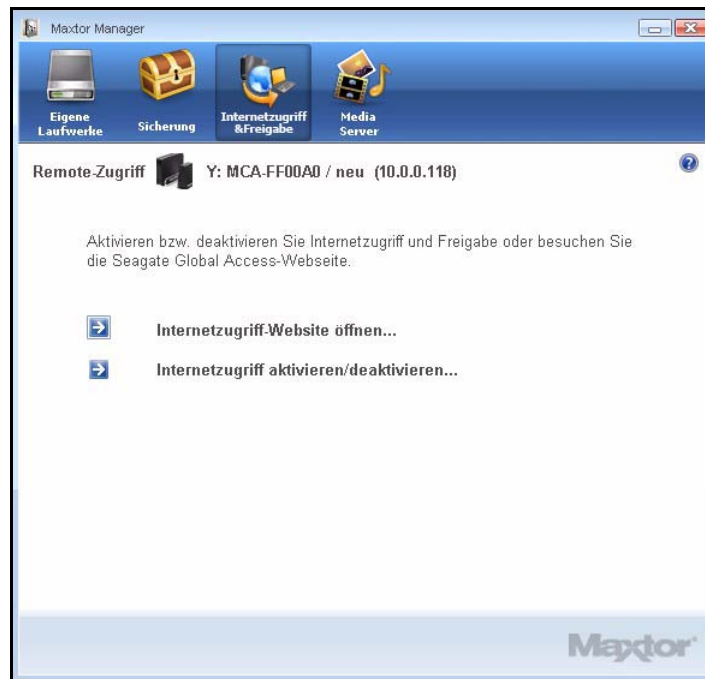 Maxtor Manager
Eigene
Laufwerke
Sicherung
Internetzugriff
&Freigabe
Media
Server
Remote-Zugriff Y: MCA-FF00A0 / neu (10.0.0.118)
?
Aktivieren bzw. deaktivieren Sie Internetzugriff und Freigabe oder besuchen Sie
die Seagate Global Access-Webseite.
Internetzugriff-Website öffnen...
Internetzugriff aktivieren/deaktivieren...
Maxtor